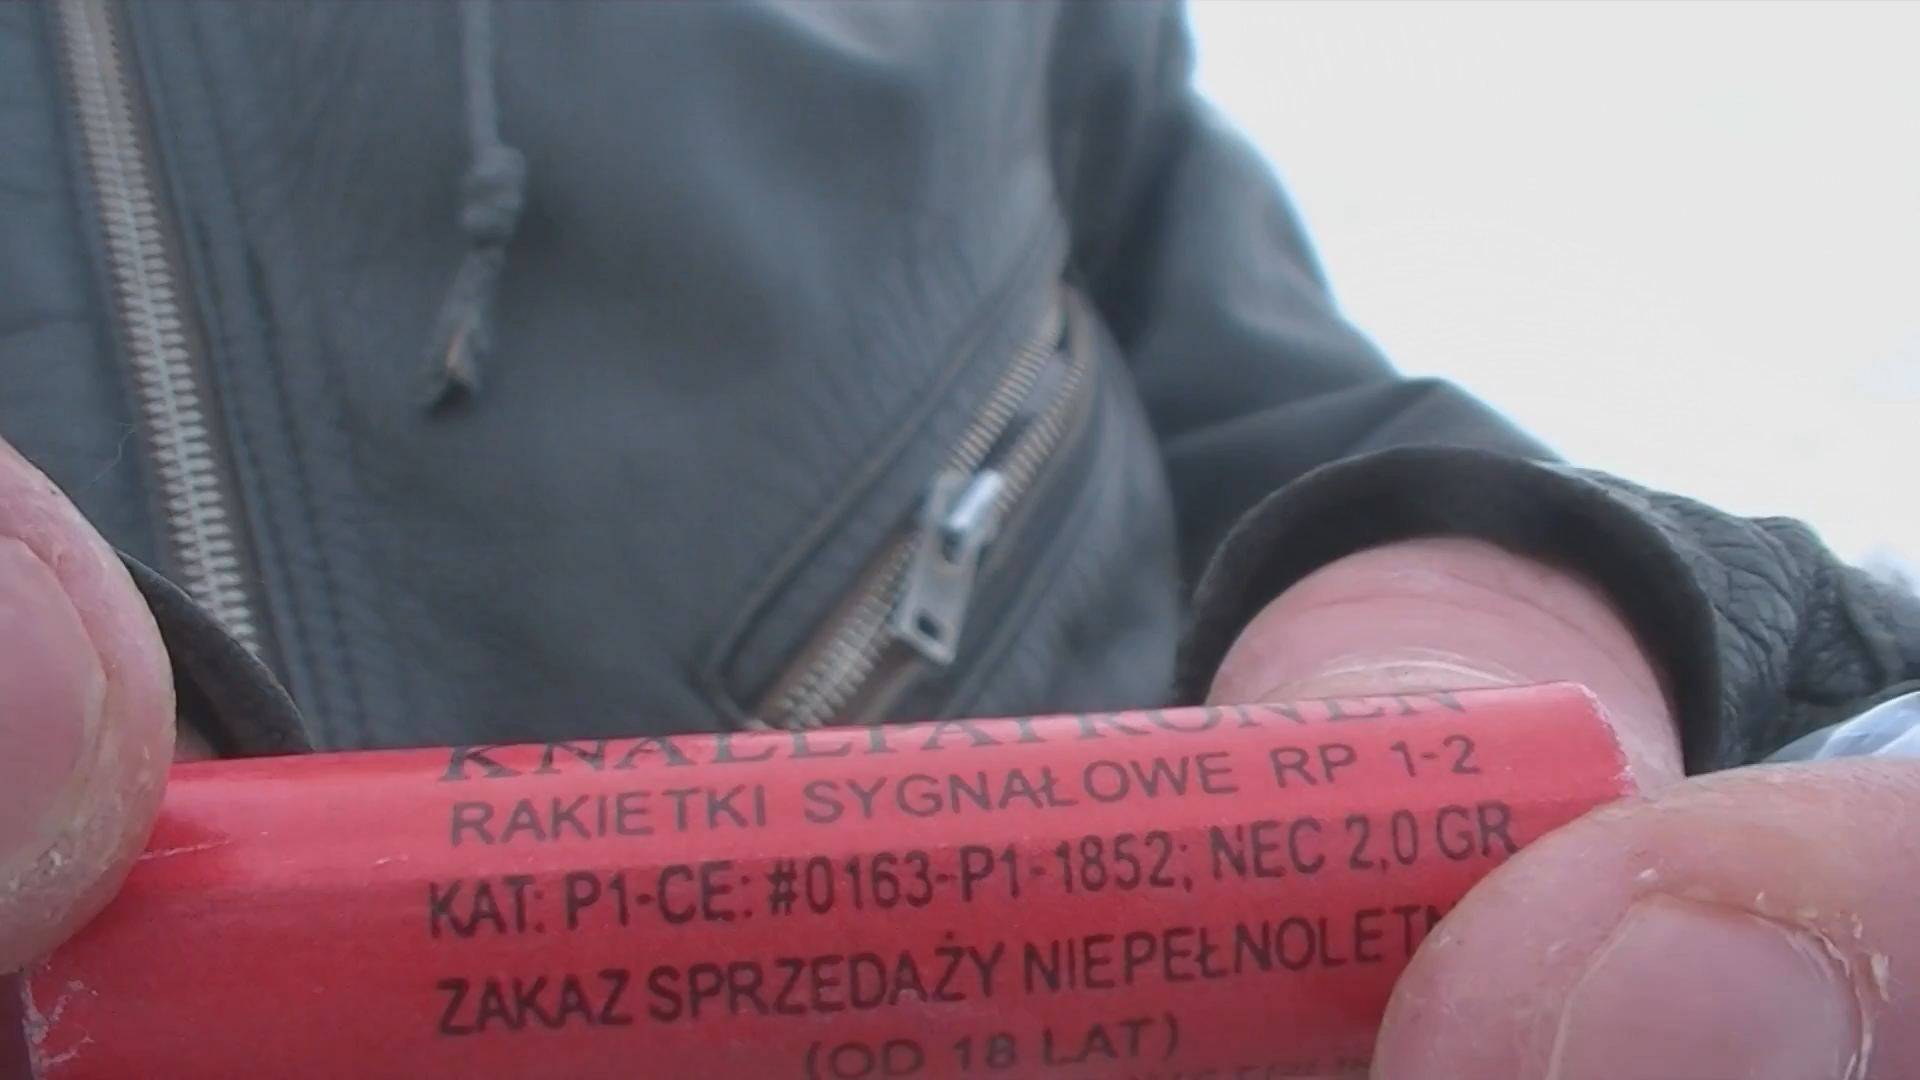 KNALLPATRONEN
RAKIETKI SYGNAŁOWE RP 1-2
KAT: P1-CE: #0163-P1-1852; NEC 2,0 GR
ZAKAZ SPRZEDAŻY NIEPEŁNOLETN
(OD 18 LAT)